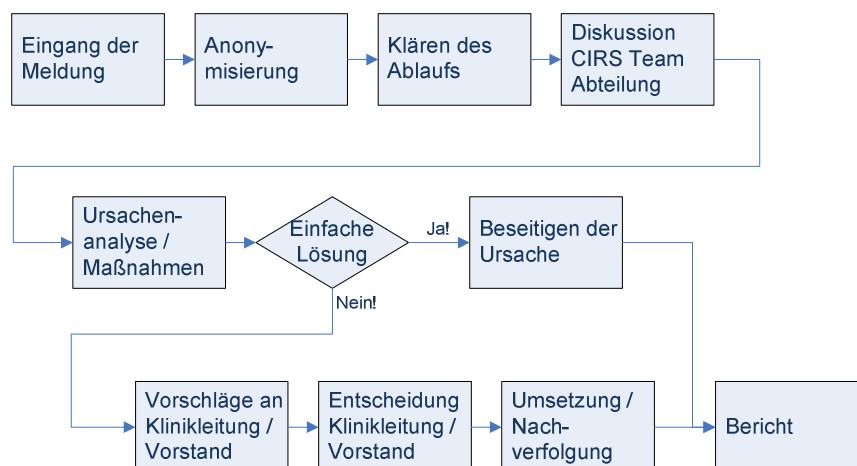 Eingang der
Meldung
Anony-
misierung
Klären des
Ablaufs
Diskussion
CIRS Team
Abteilung
Ursachen-
analyse /
Maßnahmen
Einfache
Lösung
Ja!
Beseitigen der
Ursache
Nein!
Vorschläge an
Klinikleitung /
Vorstand
Entscheidung
Klinikleitung /
Vorstand
Umsetzung /
Nach-
verfolgung
Bericht